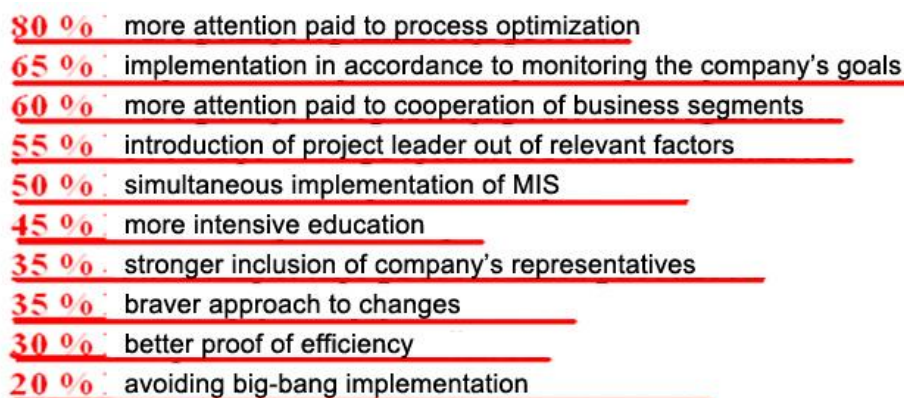 80 % more attention paid to process optimization
65 % implementation in accordance to monitoring the company's goals
60 % more attention paid to cooperation of business segments
55 % introduction of project leader out of relevant factors
50 % simultaneous implementation of MIS
45 % more intensive education
35 % stronger inclusion of company's representatives
35 % braver approach to changes
30 % better proof of efficiency
20 % avoiding big-bang implementation